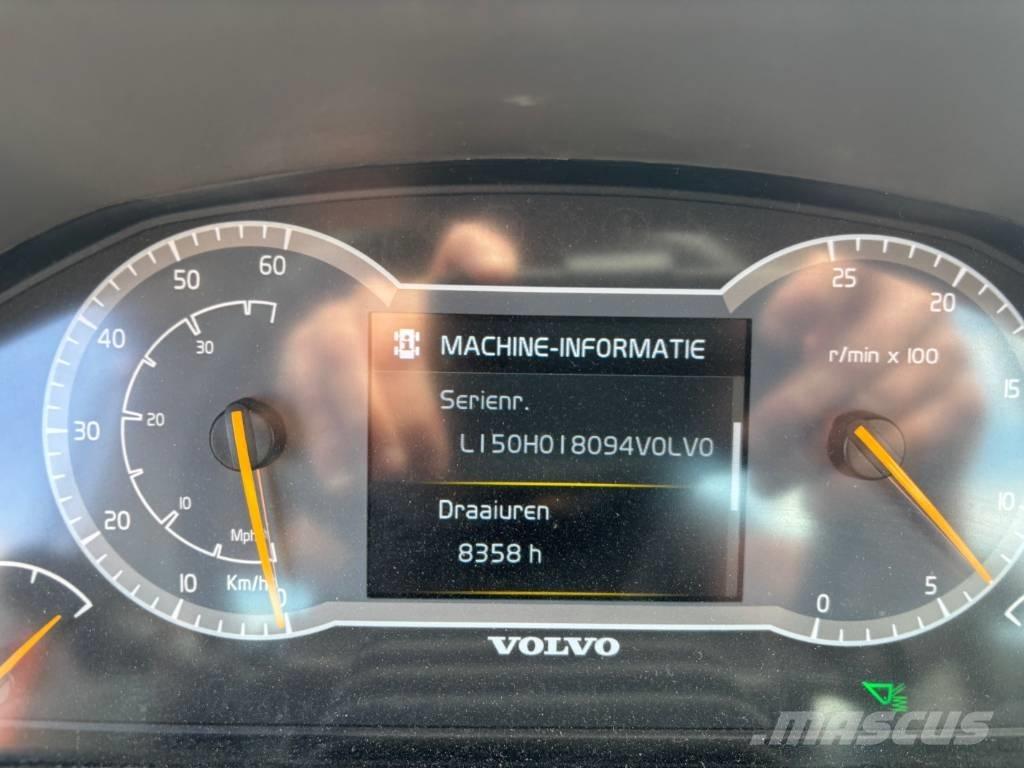 MACHINE-INFORMATIE
Serienr.
L150H018094VOLVO
Draaiuren
8358 h
60
50
40
30
20
10
0
Km/h
30
20
10
Mph
25
20
15
10
5
0
r/min x 100
VOLVO
MASCUS